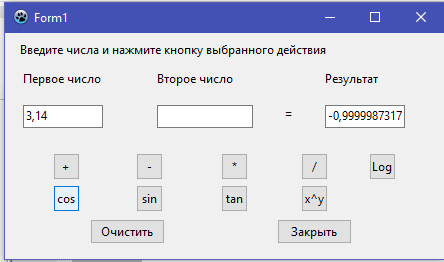 Form1
Введите числа и нажмите кнопку выбранного действия
Первое число Второе число Результат
3,14 = -0,9999987317
+ - * / Log
cos sin tan x^y
Очистить Закрыть